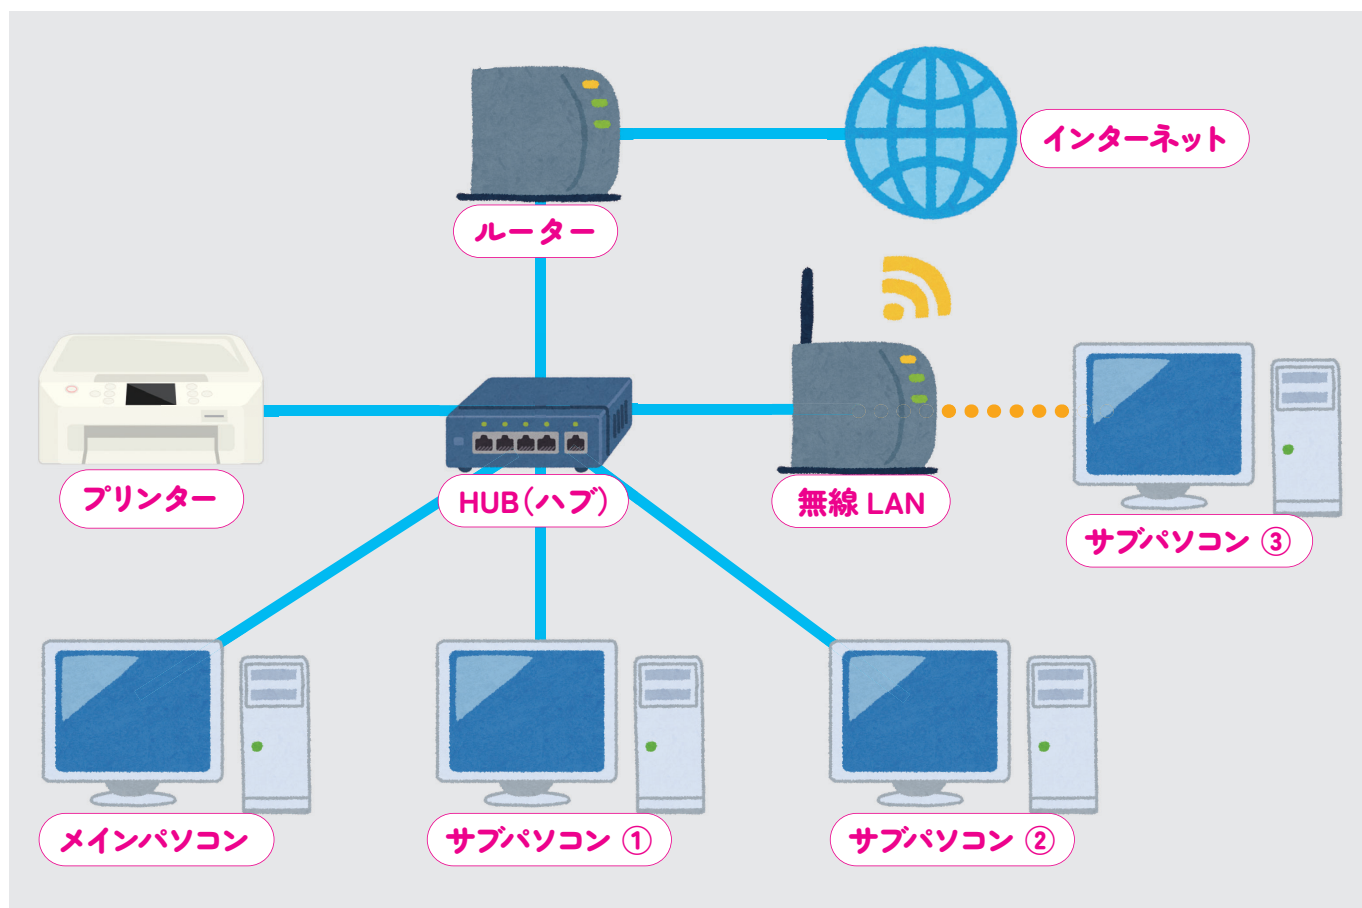 インターネット
ルーター
プリンター
HUB（ハブ）
無線 LAN
サブパソコン ③
メインパソコン
サブパソコン ①
サブパソコン ②